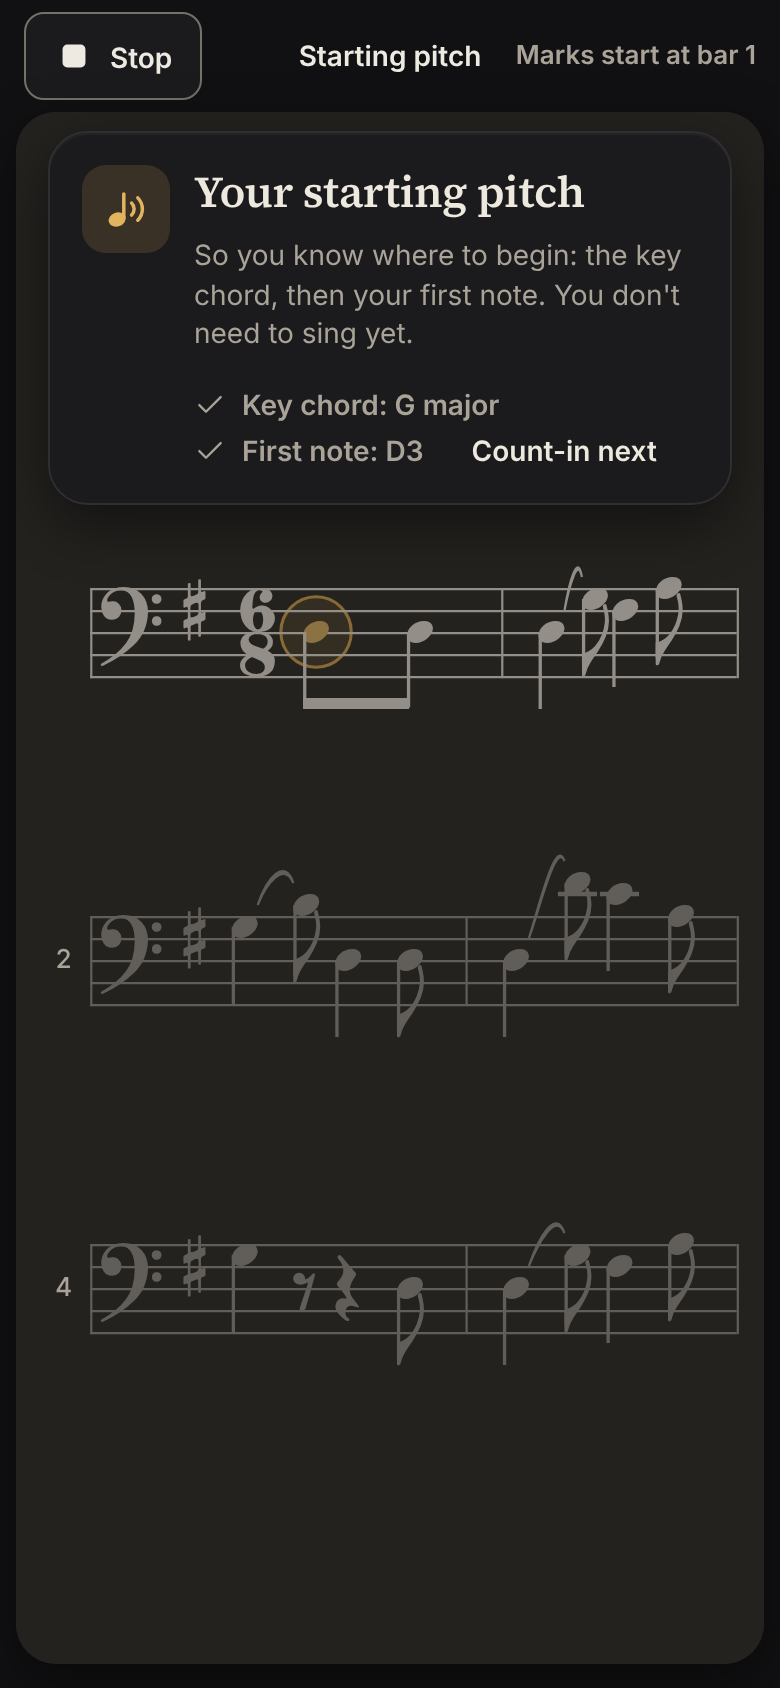 Stop
Starting pitch
Marks start at bar 1
Your starting pitch
So you know where to begin: the key
chord, then your first note. You don't
need to sing yet.
Key chord: G major
First note: D3
Count-in next
6
8
2
4